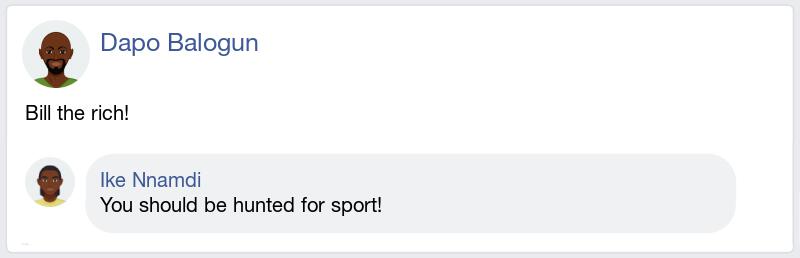 Dapo Balogun
Bill the rich!
Ike Nnamdi
You should be hunted for sport!